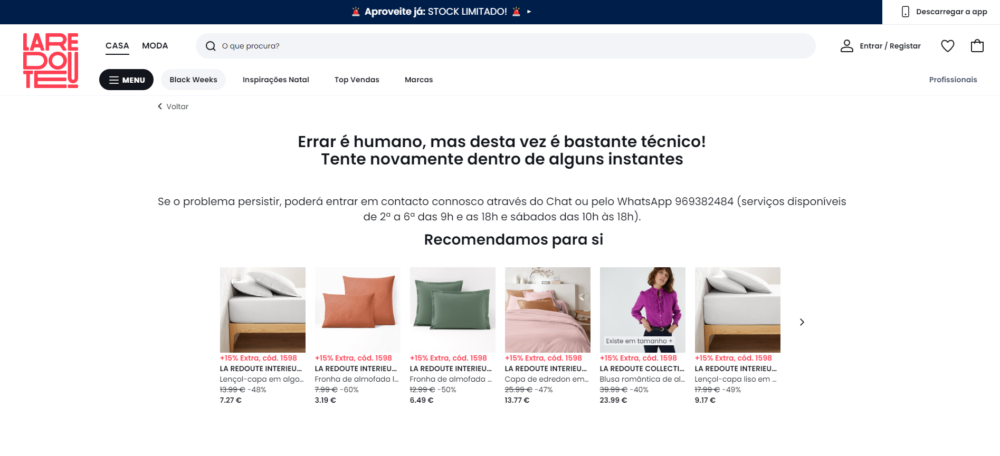 Aproveite já: STOCK LIMITADO!
Descarregar a app
LA REDOUTE
CASA
MODA
O que procura?
Entrar / Registar
MENU
Black Weeks
Inspirações Natal
Top Vendas
Marcas
Profissionais
Voltar
Errar é humano, mas desta vez é bastante técnico!
Tente novamente dentro de alguns instantes
Se o problema persistir, poderá entrar em contacto connosco através do Chat ou pelo WhatsApp 969382484 (serviços disponíveis
de 2ª a 6ª das 9h e as 18h e sábados das 10h às 18h).
Recomendamos para si
+15% Extra, cód. 1598
LA REDOUTE INTERIEU...
Lençol-capa em algo...
13.99 € -48%
7.27 €
+15% Extra, cód. 1598
LA REDOUTE INTERIEU...
Fronha de almofada l...
7.99 € -60%
3.19 €
+15% Extra, cód. 1598
LA REDOUTE INTERIEU...
Fronha de almofada ...
12.99 € -50%
6.49 €
+15% Extra, cód. 1598
LA REDOUTE INTERIEU...
Capa de edredon em...
25.99 € -47%
13.77 €
Existe em tamanho +
+15% Extra, cód. 1598
LA REDOUTE COLLECTI...
Blusa romântica de al...
39.99 € -40%
23.99 €
+15% Extra, cód. 1598
LA REDOUTE INTERIEU...
Lençol-capa liso em ...
17.99 € -49%
9.17 €